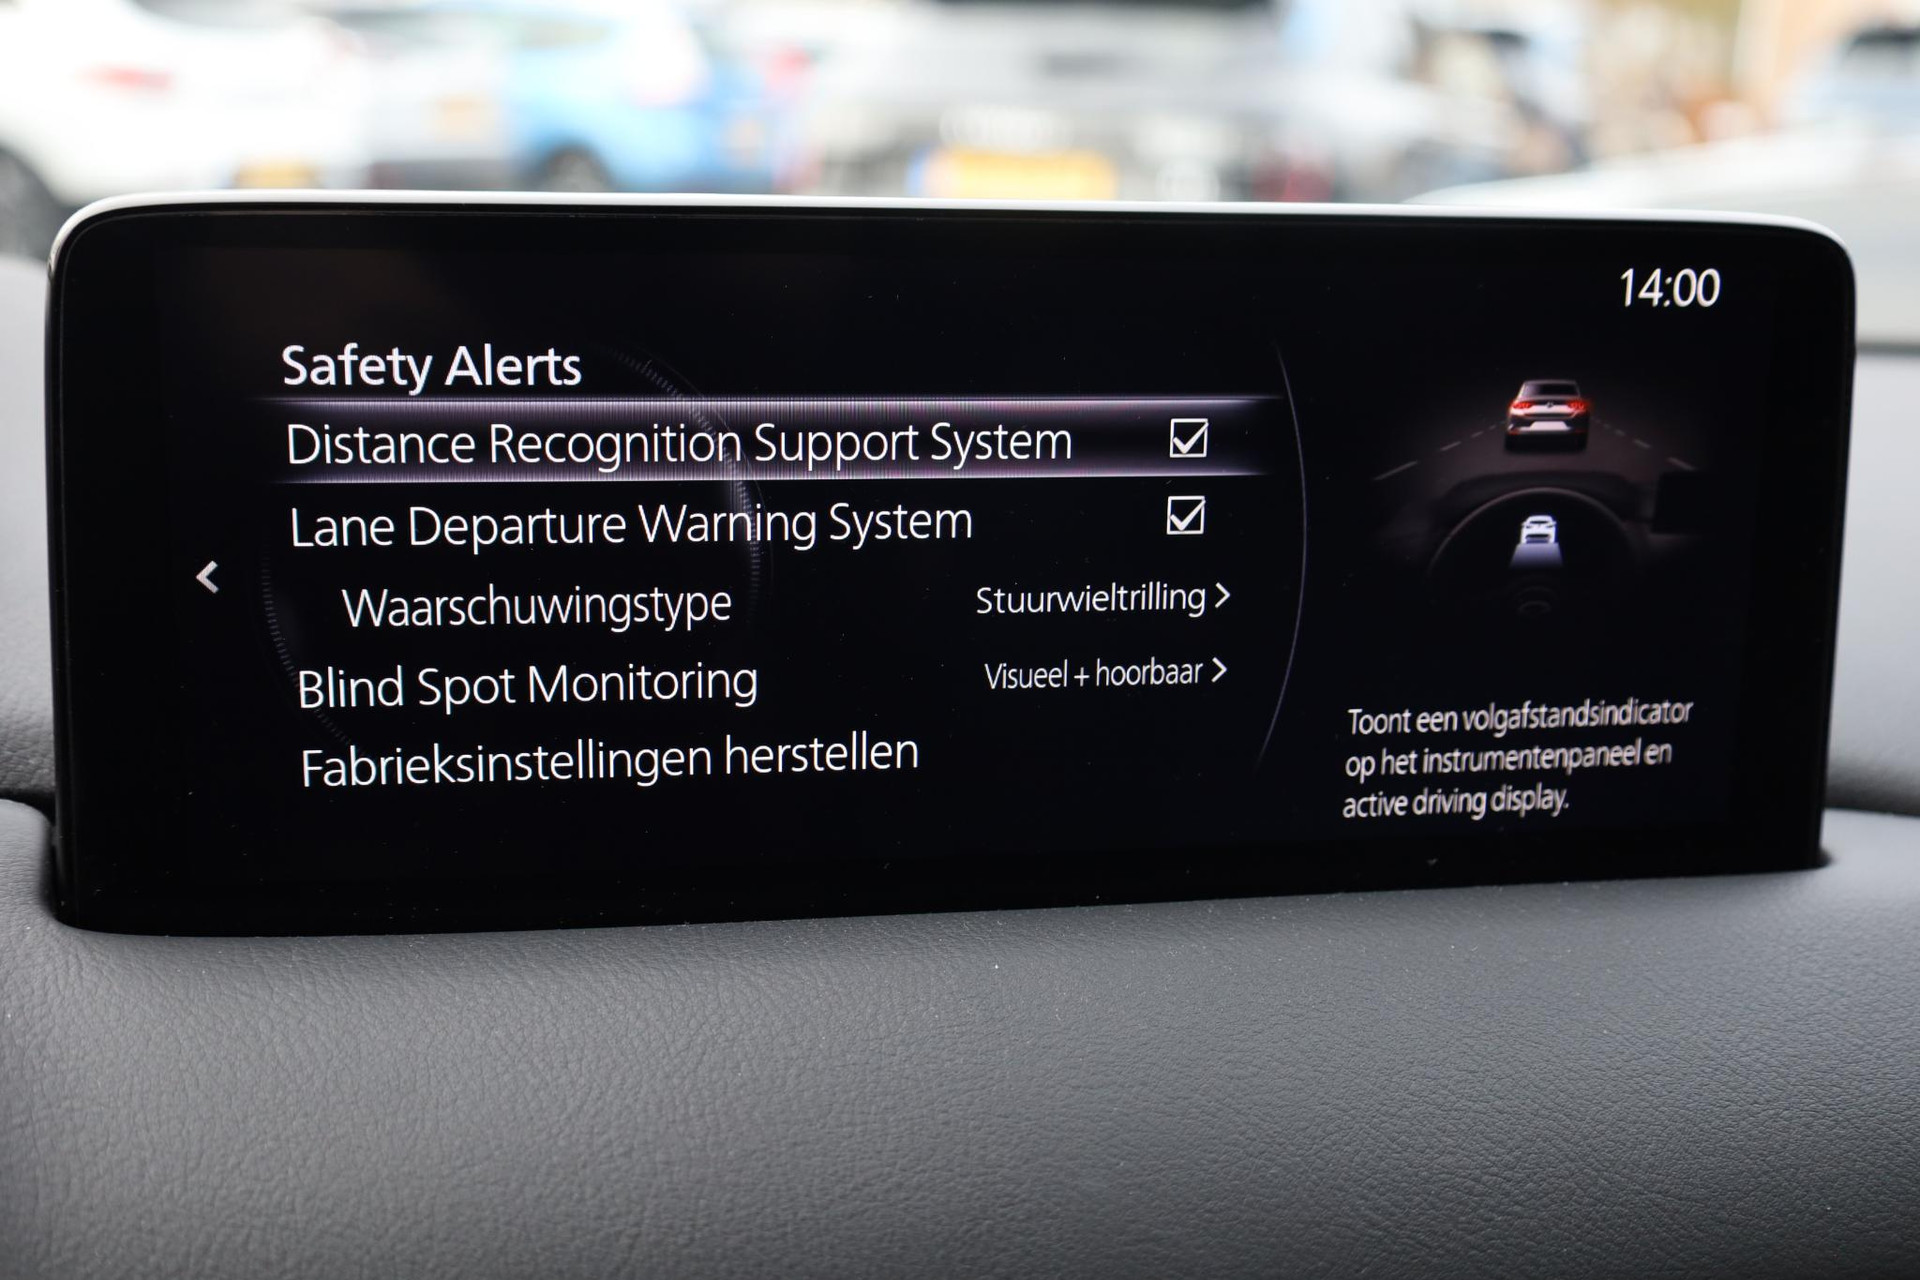 14:00
Safety Alerts
Distance Recognition Support System
Lane Departure Warning System
Waarschuwingstype Stuurwieltrilling >
Blind Spot Monitoring Visueel + hoorbaar >
Fabrieksinstellingen herstellen
Toont een volgafstandsindicator
op het instrumentenpaneel en
active driving display.